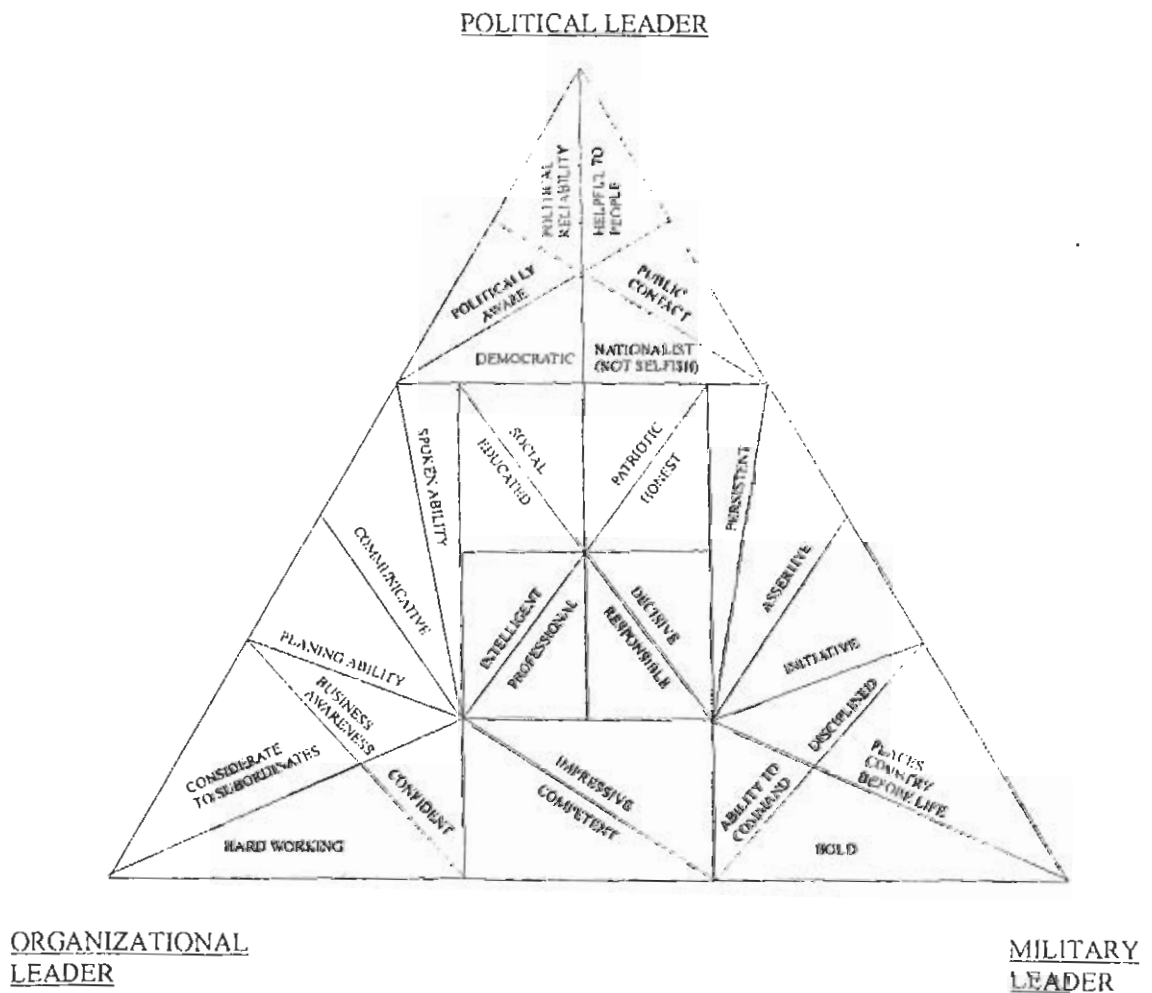 POLITICAL LEADER
POLITICAL
RELIABILITY
HELPFUL TO
PEOPLE
POLITICALLY
AWARE
PUBLIC
CONTACT
DEMOCRATIC
NATIONALIST
(NOT SELFISH)
SPOKEN ABILITY
SOCIAL
EDUCATED
PATRIOTIC
HONEST
PERSISTENT
COMMUNICATIVE
ASSERTIVE
INTELLIGENT
PROFESSIONAL
DECISIVE
RESPONSIBLE
PLANING ABILITY
INITIATIVE
BUSINESS
AWARENESS
DISCIPLINED
CONSIDERATE
TO SUBORDINATES
CONFIDENT
IMPRESSIVE
COMPETENT
ABILITY TO
COMMAND
PLACES
COUNTRY
BEFORE LIFE
HARD WORKING
BOLD
ORGANIZATIONAL
LEADER
MILITARY
LEADER